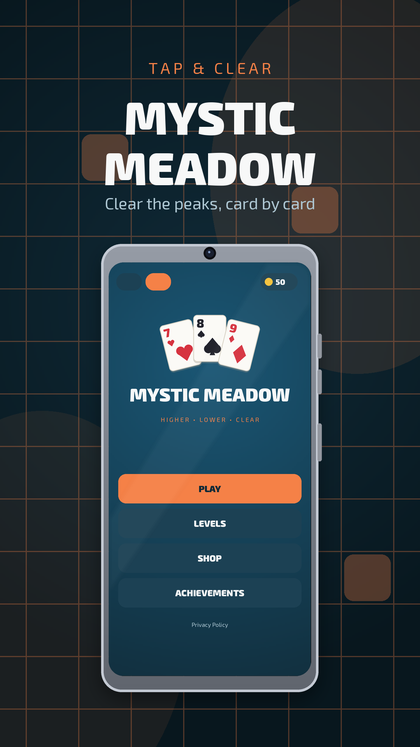 TAP & CLEAR
MYSTIC
MEADOW
Clear the peaks, card by card
50
7
8
9
MYSTIC MEADOW
HIGHER • LOWER • CLEAR
PLAY
LEVELS
SHOP
ACHIEVEMENTS
Privacy Policy